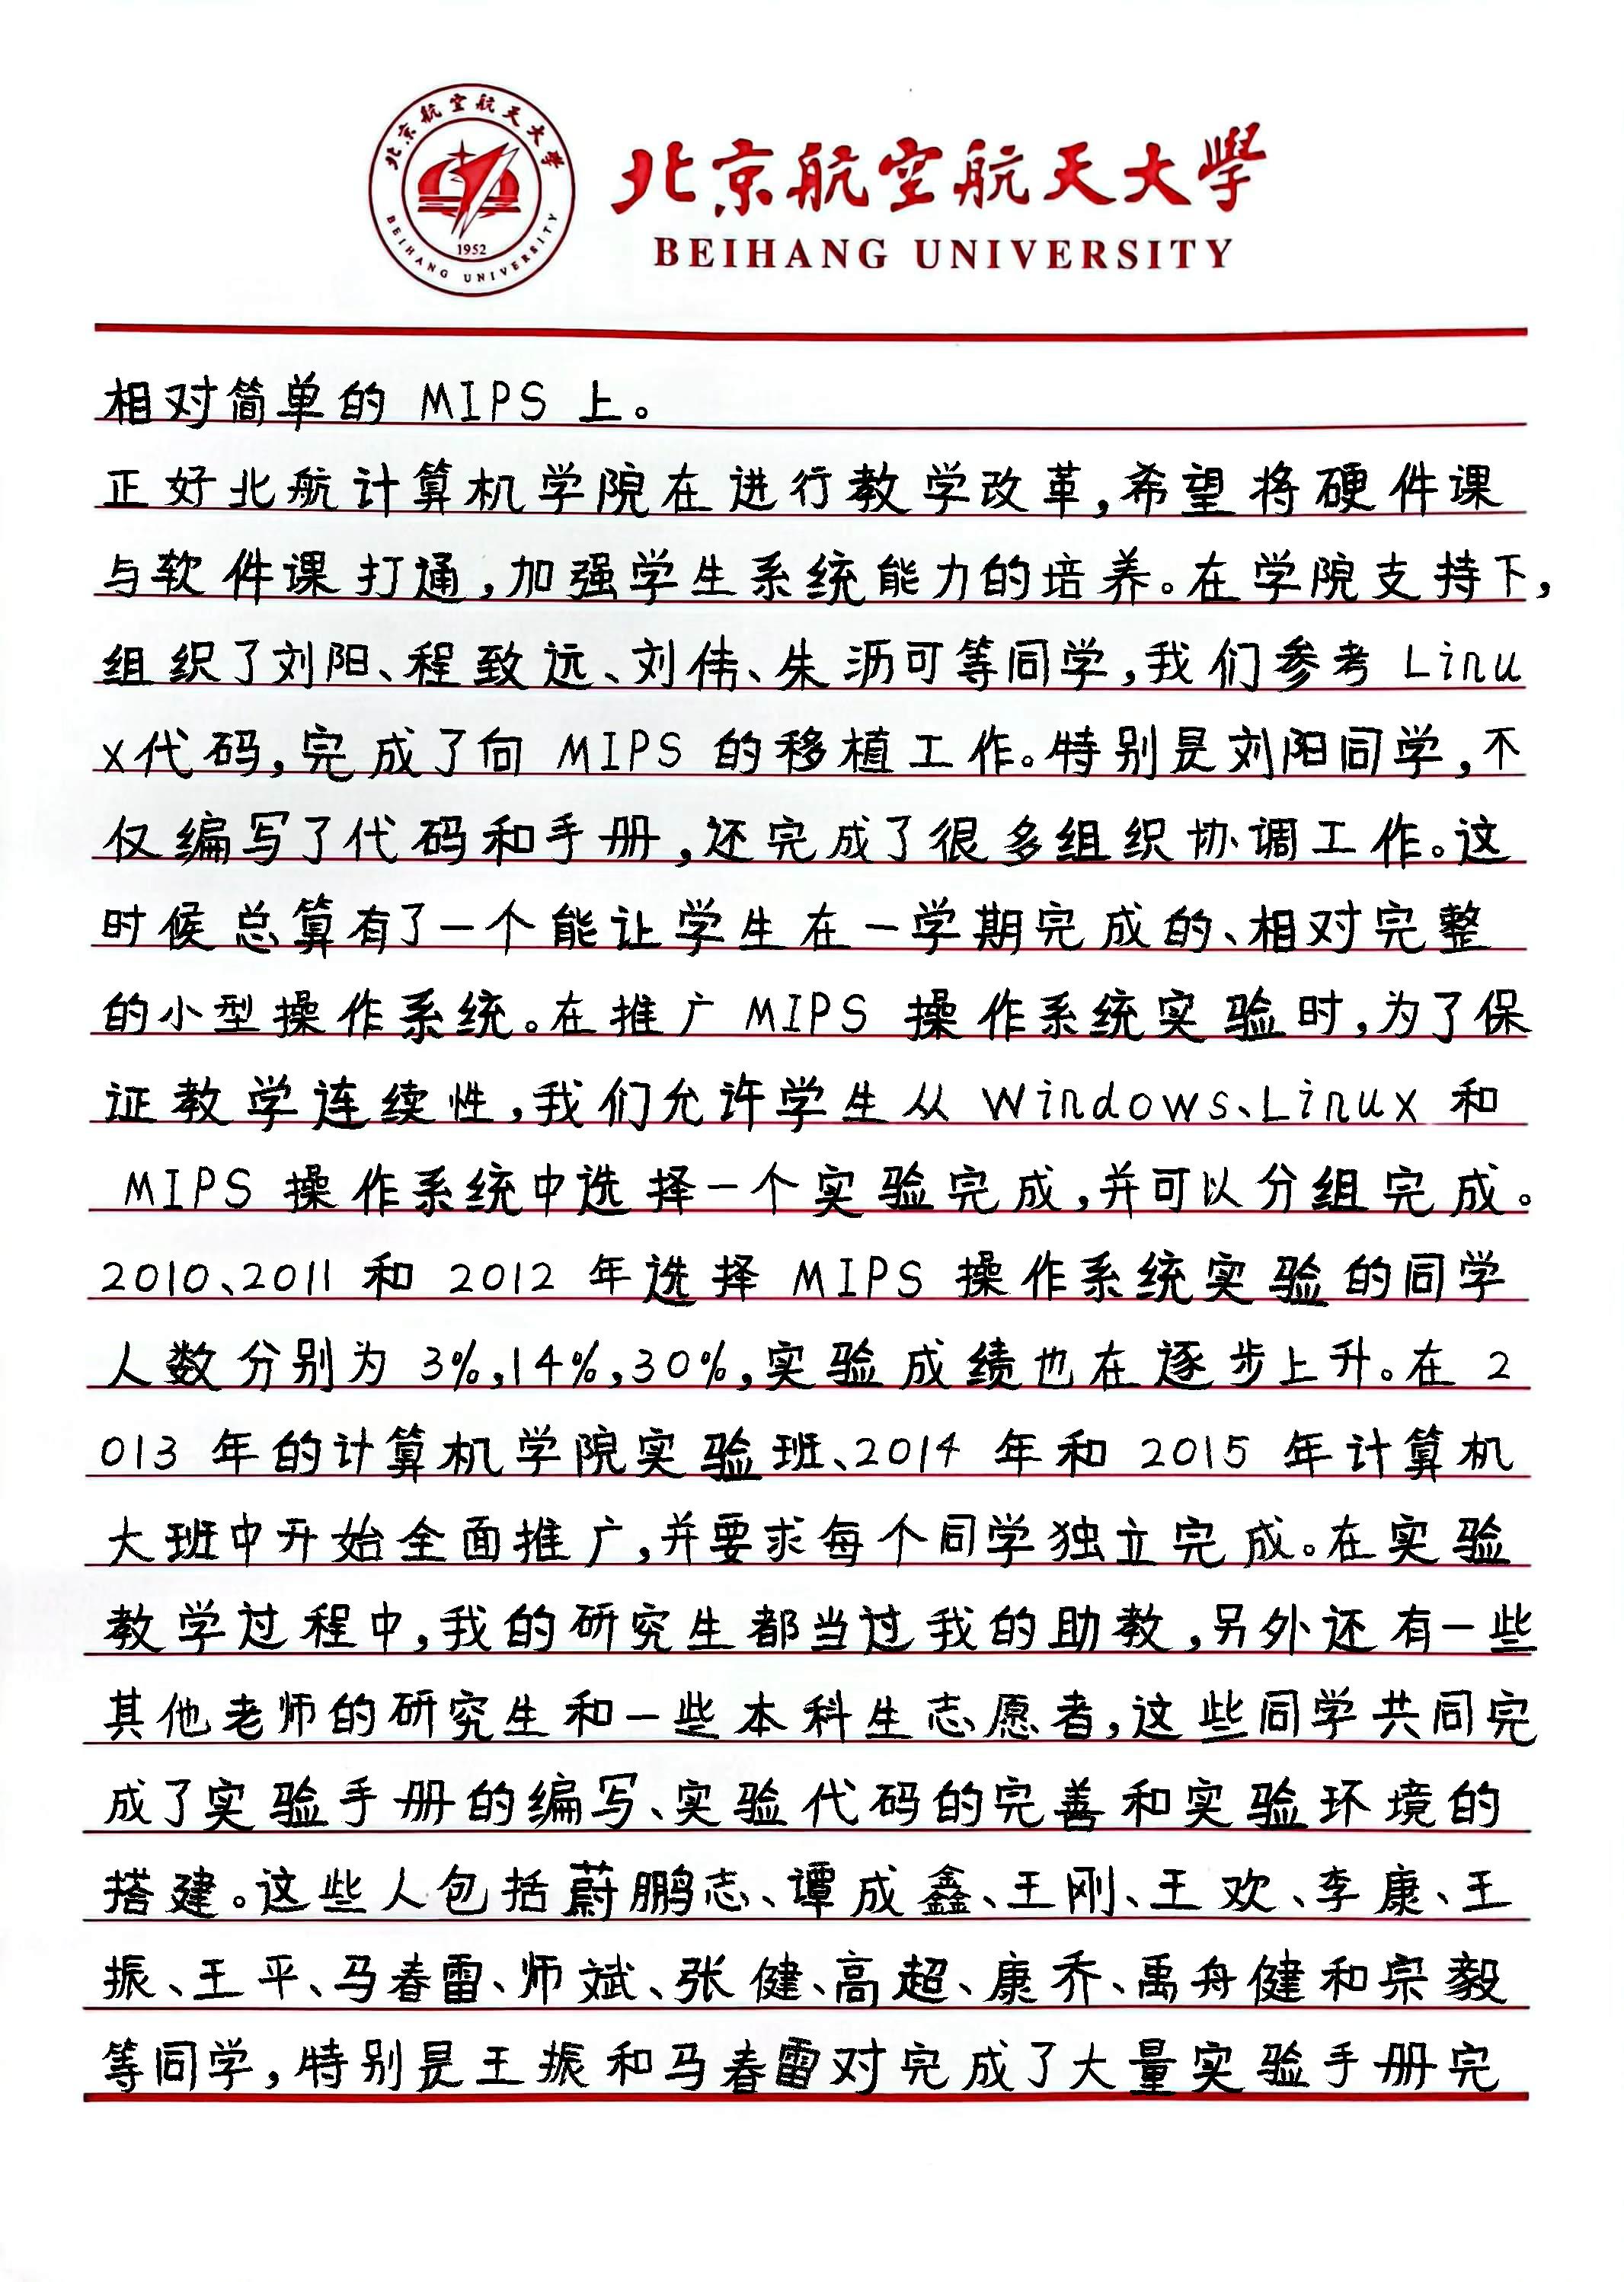 北京航空航天大学
BEIHANG UNIVERSITY
1952
北京航空航天大學
BEIHANG UNIVERSITY
相对简单的 MIPS 上。
正好北航计算机学院在进行教学改革,希望将硬件课
与软件课打通,加强学生系统能力的培养。在学院支持下,
组织了刘阳、程致远、刘伟、朱沥可等同学,我们参考 Linu
x代码,完成了向 MIPS 的移植工作。特别是刘阳同学,不
仅编写了代码和手册,还完成了很多组织协调工作。这
时候总算有了一个能让学生在一学期完成的、相对完整
的小型操作系统。在推广 MIPS 操作系统实验时,为了保
证教学连续性,我们允许学生从 Windows、Linux 和
MIPS 操作系统中选择一个实验完成,并可以分组完成。
2010、2011 和 2012 年选择 MIPS 操作系统实验的同学
人数分别为 3%,14%,30%,实验成绩也在逐步上升。在 2
013 年的计算机学院实验班、2014 年和 2015 年计算机
大班中开始全面推广,并要求每个同学独立完成。在实验
教学过程中,我的研究生都当过我的助教,另外还有一些
其他老师的研究生和一些本科生志愿者,这些同学共同完
成了实验手册的编写、实验代码的完善和实验环境的
搭建。这些人包括蔚鹏志、谭成鑫、王刚、王欢、李康、王
振、王平、马春雷、师斌、张健、高超、康乔、禹舟健和宗毅
等同学,特别是王振和马春雷对完成了大量实验手册完